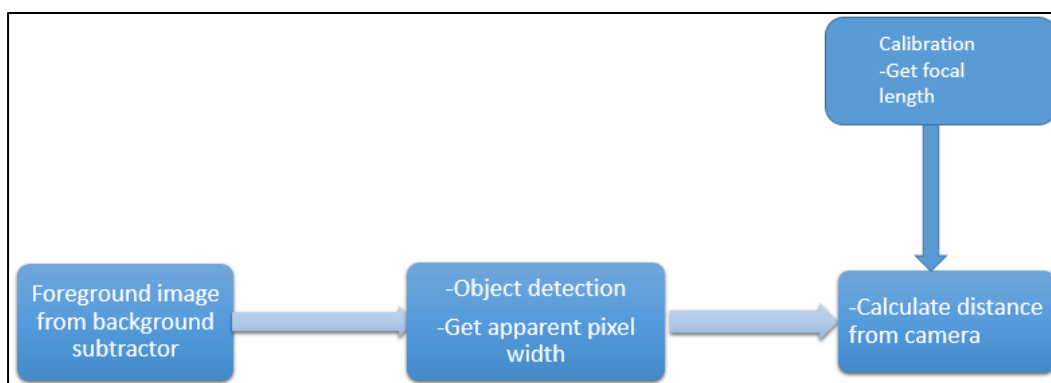 Calibration
-Get focal
length
Foreground image
from background
subtractor
-Object detection
-Get apparent pixel
width
-Calculate distance
from camera